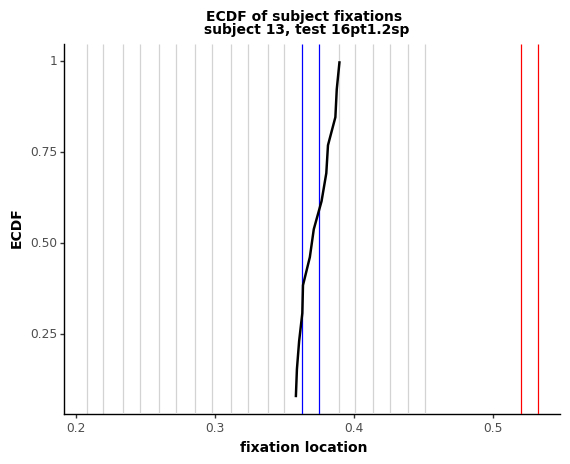 ECDF of subject fixations
subject 13, test 16pt1.2sp
1
0.75
0.50
0.25
ECDF
0.2 0.3 0.4 0.5
fixation location